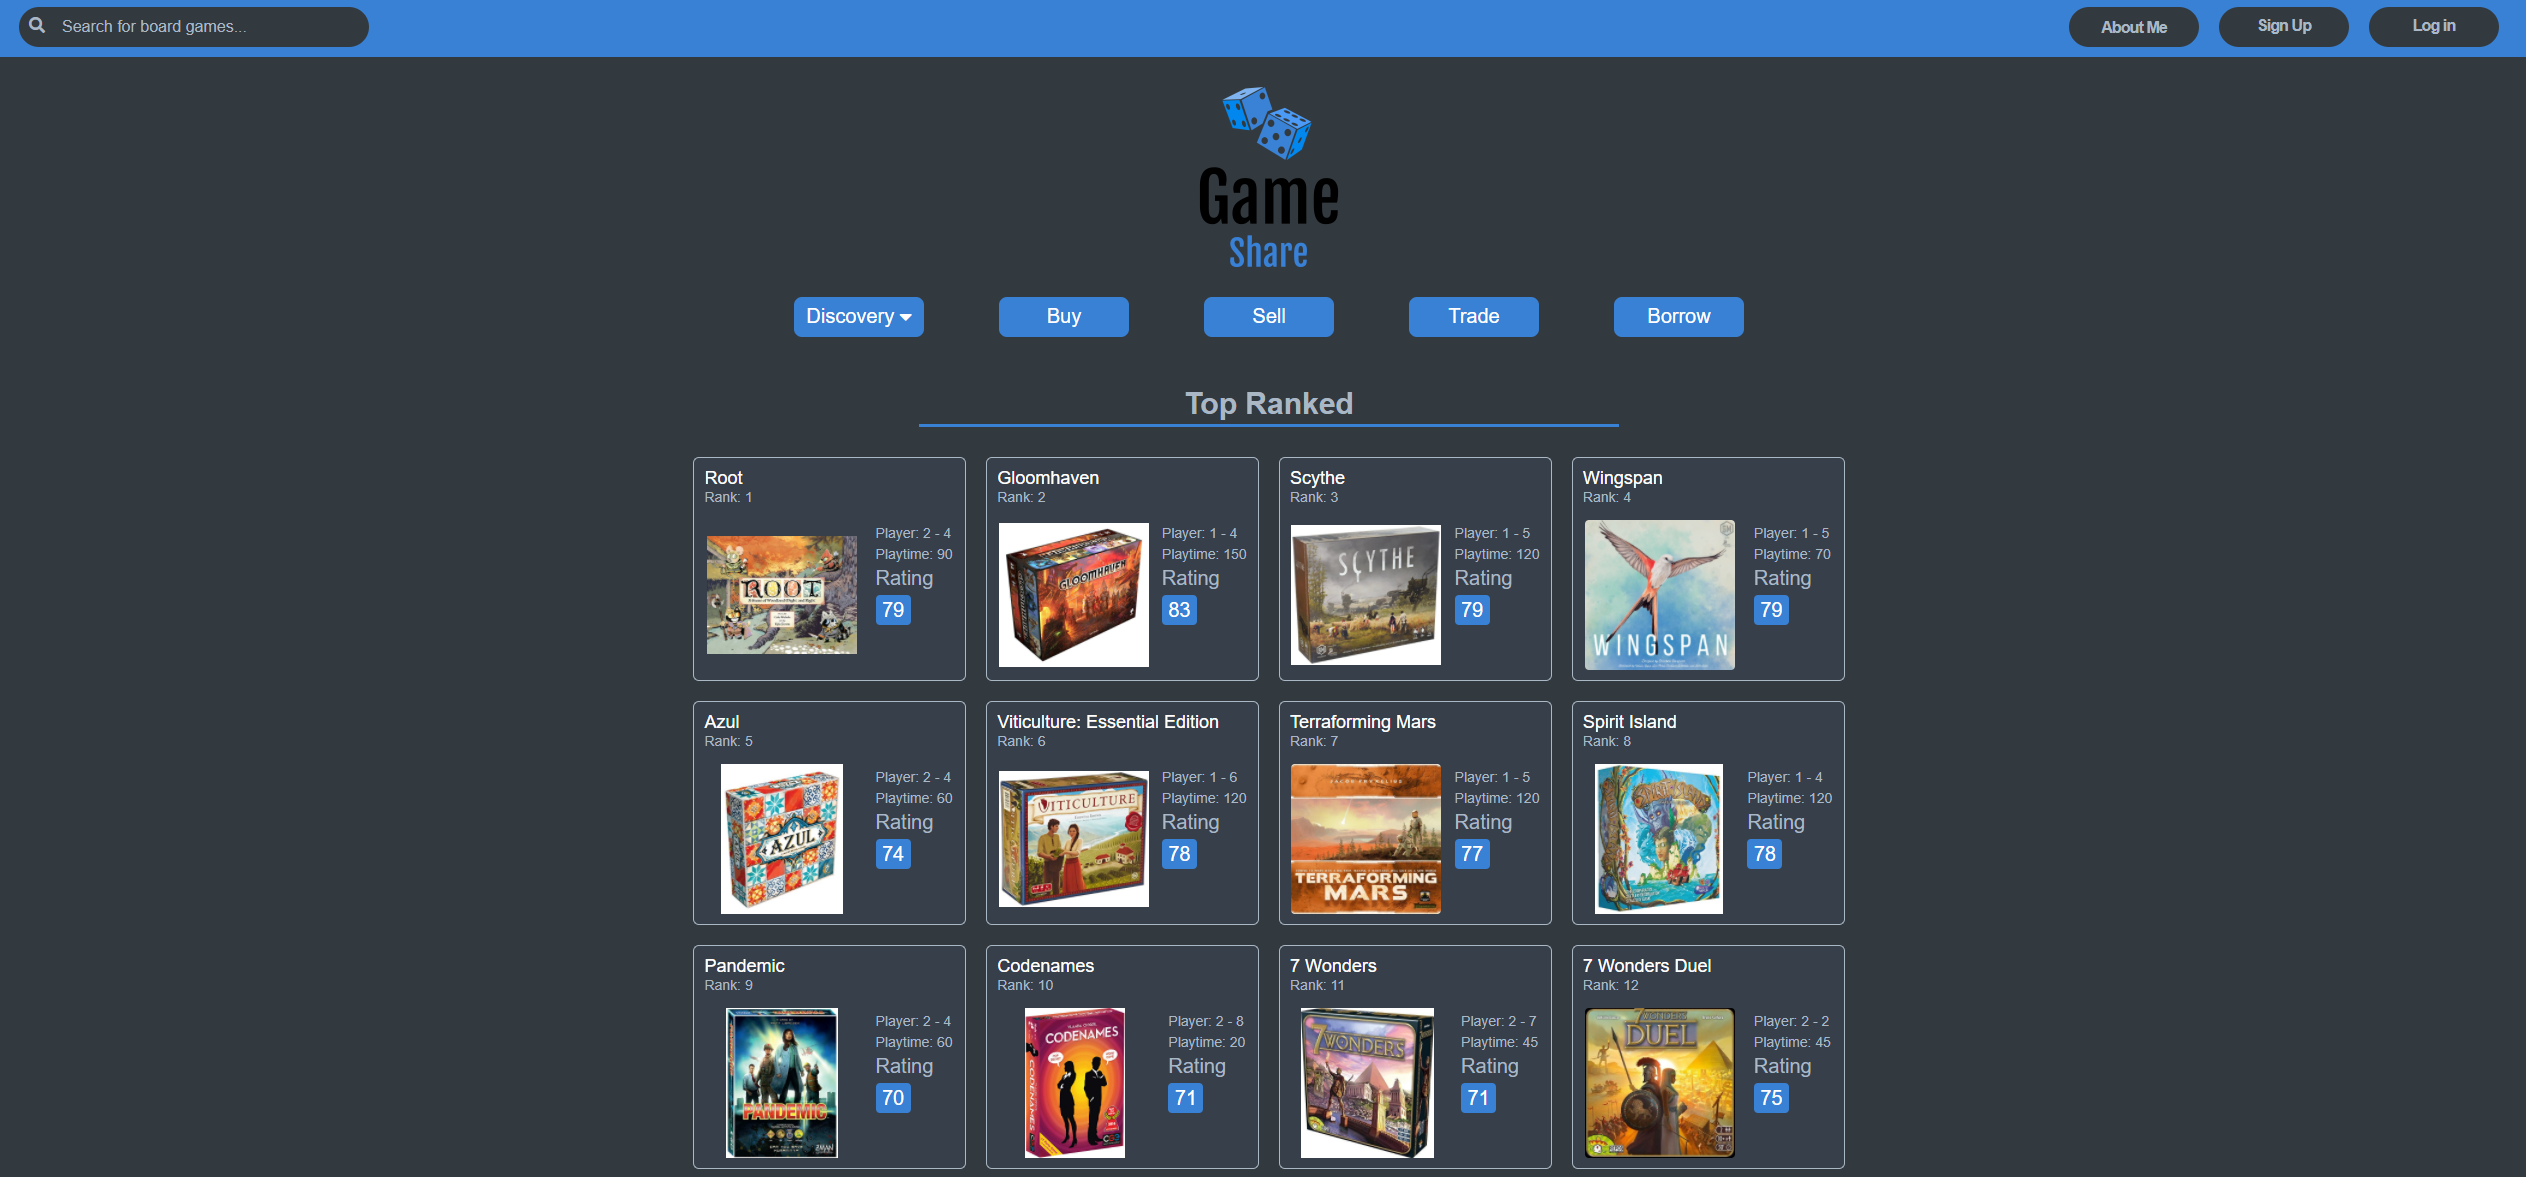 Search for board games...
About Me
Sign Up
Log in
Game
Share
Discovery
Buy
Sell
Trade
Borrow
Top Ranked
Root
Rank: 1
ROOT
Player: 2 - 4
Playtime: 90
Rating
79
Gloomhaven
Rank: 2
GLOOMHAVEN
Player: 1 - 4
Playtime: 150
Rating
83
Scythe
Rank: 3
SCYTHE
Player: 1 - 5
Playtime: 120
Rating
79
Wingspan
Rank: 4
WINGSPAN
Player: 1 - 5
Playtime: 70
Rating
79
Azul
Rank: 5
AZUL
Player: 2 - 4
Playtime: 60
Rating
74
Viticulture: Essential Edition
Rank: 6
VITICULTURE
Player: 1 - 6
Playtime: 120
Rating
78
Terraforming Mars
Rank: 7
TERRAFORMING
MARS
Player: 1 - 5
Playtime: 120
Rating
77
Spirit Island
Rank: 8
Player: 1 - 4
Playtime: 120
Rating
78
Pandemic
Rank: 9
PANDEMIC
Player: 2 - 4
Playtime: 60
Rating
70
Codenames
Rank: 10
CODENAMES
CODENAMES
Player: 2 - 8
Playtime: 20
Rating
71
7 Wonders
Rank: 11
7 WONDERS
Player: 2 - 7
Playtime: 45
Rating
71
7 Wonders Duel
Rank: 12
7 WONDERS
DUEL
Player: 2 - 2
Playtime: 45
Rating
75